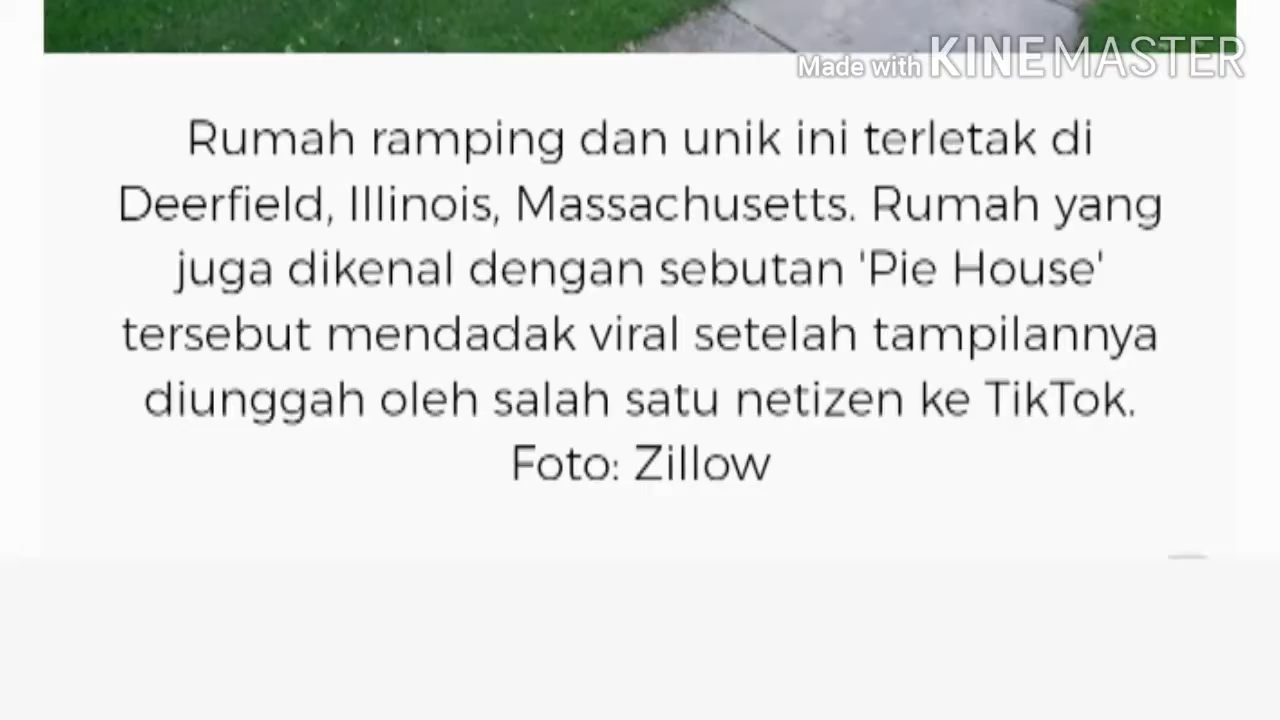 Made with KINEMASTER
Rumah ramping dan unik ini terletak di
Deerfield, Illinois, Massachusetts. Rumah yang
juga dikenal dengan sebutan 'Pie House'
tersebut mendadak viral setelah tampilannya
diunggah oleh salah satu netizen ke TikTok.
Foto: Zillow